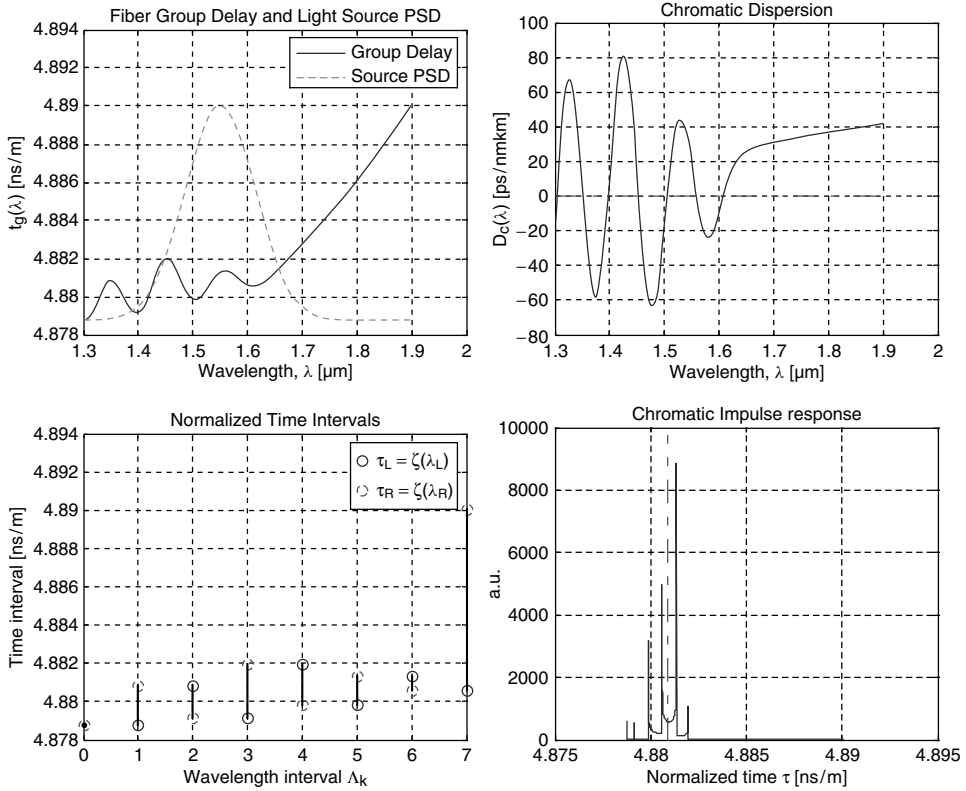 Fiber Group Delay and Light Source PSD
4.894
4.892
4.89
4.888
4.886
4.884
4.882
4.88
4.878
t_g(λ) [ns/m]
Group Delay
Source PSD
1.3 1.4 1.5 1.6 1.7 1.8 1.9 2
Wavelength, λ [μm]
Chromatic Dispersion
100
80
60
40
20
0
−20
−40
−60
−80
D_c(λ) [ps/nmkm]
1.3 1.4 1.5 1.6 1.7 1.8 1.9 2
Wavelength, λ [μm]
Normalized Time Intervals
4.894
4.892
4.89
4.888
4.886
4.884
4.882
4.88
4.878
Time interval [ns/m]
τ_L = ζ(λ_L)
τ_R = ζ(λ_R)
0 1 2 3 4 5 6 7
Wavelength interval Λ_k
Chromatic Impulse response
10000
8000
6000
4000
2000
0
a.u.
4.875 4.88 4.885 4.89 4.895
Normalized time τ [ns/m]